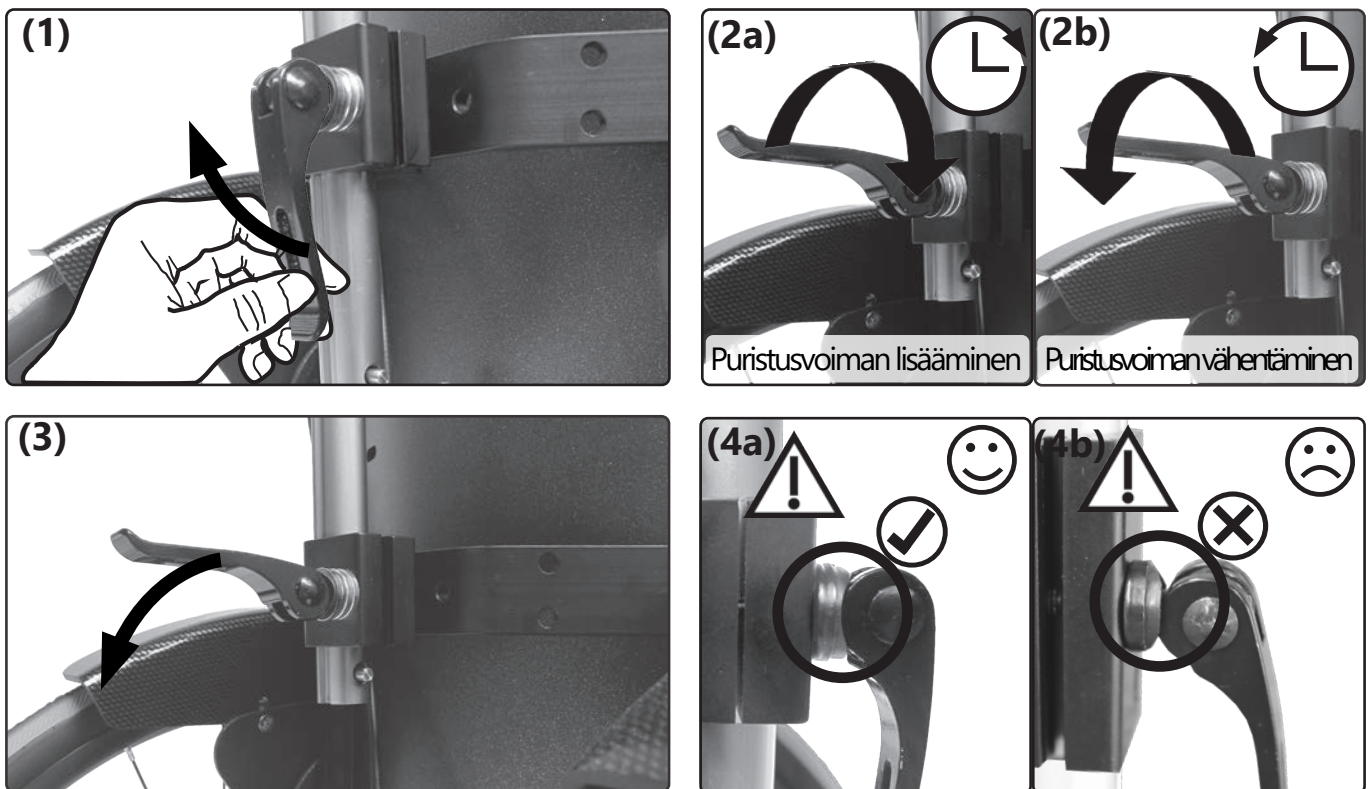 (1)
(2a)
(2b)
Puristusvoiman lisääminen
Puristusvoiman vähentäminen
(3)
(4a)
(4b)